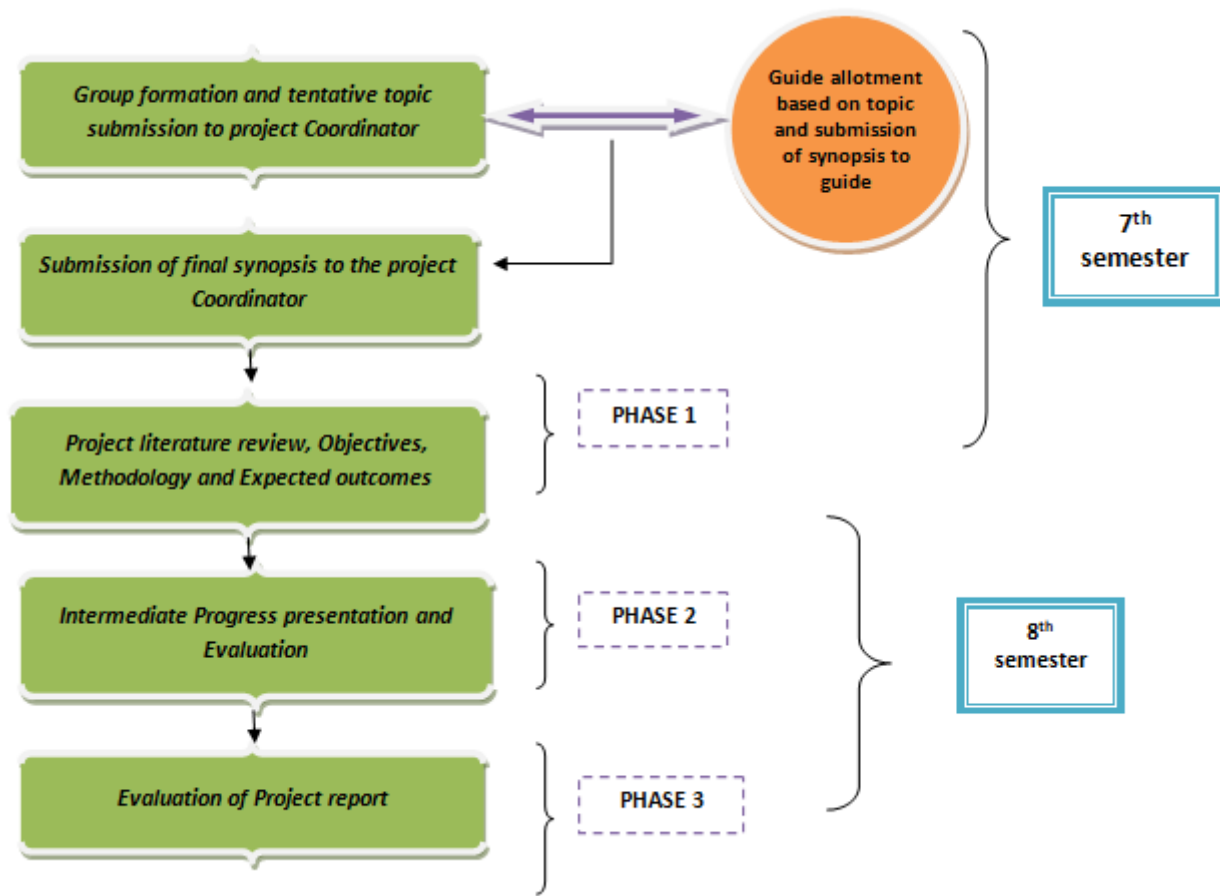 Group formation and tentative topic
submission to project Coordinator
Guide allotment
based on topic
and submission
of synopsis to
guide
7th
semester
Submission of final synopsis to the project
Coordinator
Project literature review, Objectives,
Methodology and Expected outcomes
PHASE 1
Intermediate Progress presentation and
Evaluation
PHASE 2
8th
semester
Evaluation of Project report
PHASE 3